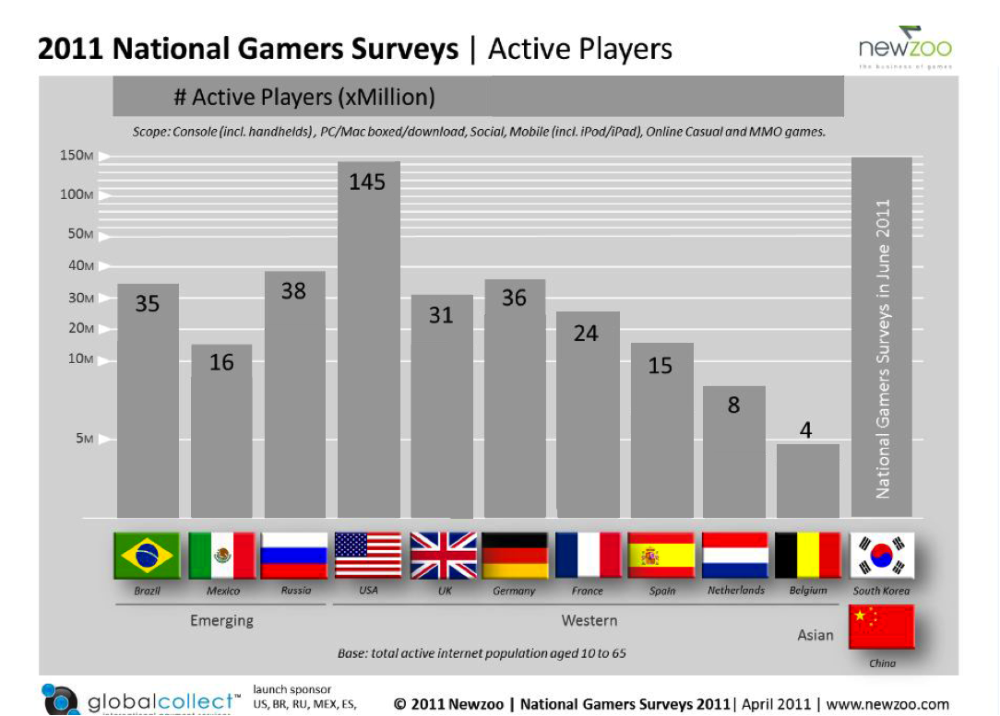 2011 National Gamers Surveys | Active Players
newzoo
the business of games
# Active Players (xMillion)
Scope: Console (incl. handhelds), PC/Mac boxed/download, Social, Mobile (incl. iPod/iPad), Online Casual and MMO games.
150M
100M
50M
40M
30M
20M
10M
5M
35
16
38
145
31
36
24
15
8
4
National Gamers Surveys in June 2011
Brazil Mexico Russia USA UK Germany France Spain Netherlands Belgium South Korea
Emerging Western
Asian
China
Base: total active internet population aged 10 to 65
globalcollect™
international payment services
launch sponsor
US, BR, RU, MEX, ES,
© 2011 Newzoo | National Gamers Surveys 2011| April 2011 | www.newzoo.com